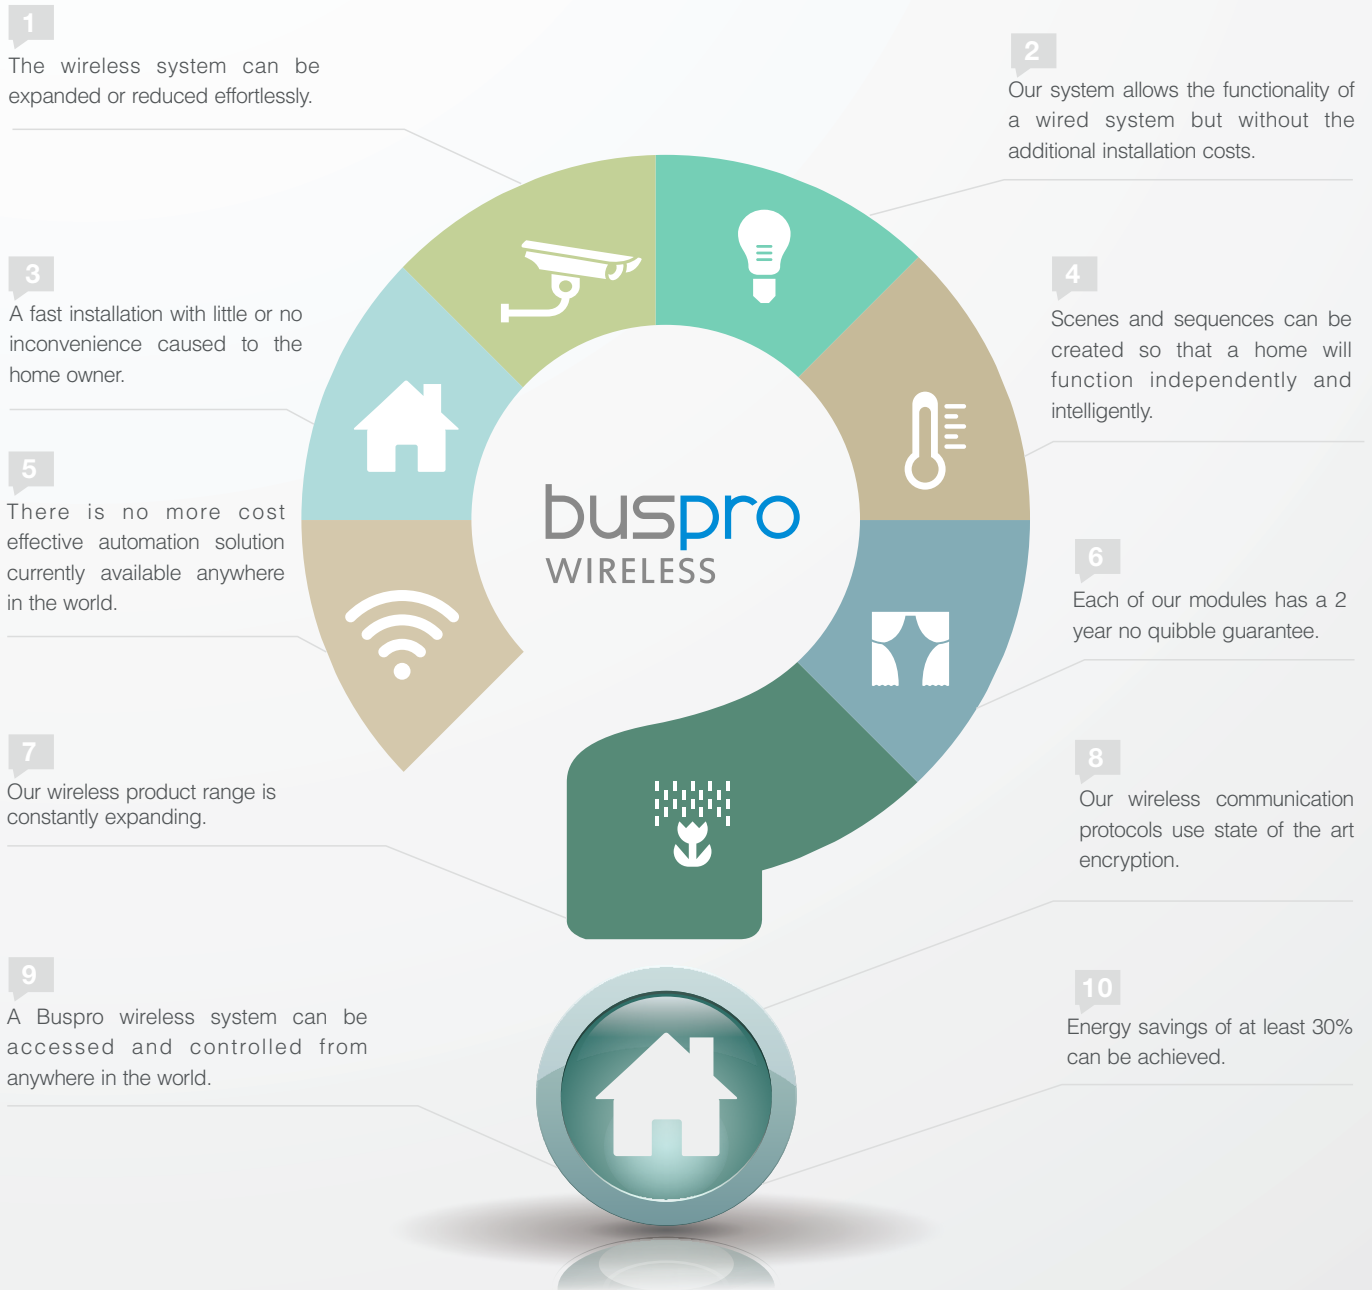 1
The wireless system can be
expanded or reduced effortlessly.
2
Our system allows the functionality of
a wired system but without the
additional installation costs.
3
A fast installation with little or no
inconvenience caused to the
home owner.
4
Scenes and sequences can be
created so that a home will
function independently and
intelligently.
5
There is no more cost
effective automation solution
currently available anywhere
in the world.
buspro
WIRELESS
6
Each of our modules has a 2
year no quibble guarantee.
7
Our wireless product range is
constantly expanding.
8
Our wireless communication
protocols use state of the art
encryption.
9
A Buspro wireless system can be
accessed and controlled from
anywhere in the world.
10
Energy savings of at least 30%
can be achieved.